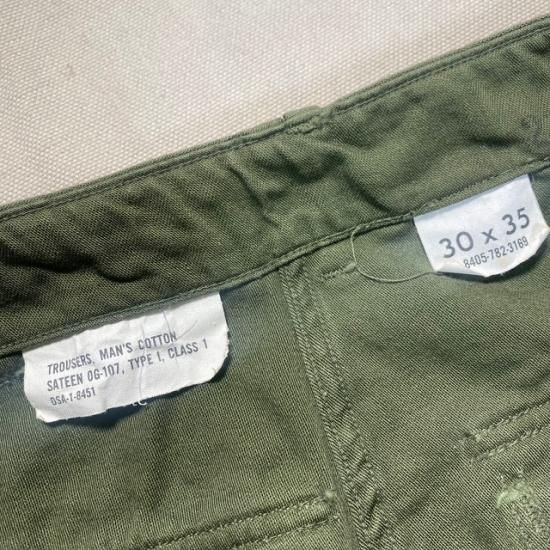 TROUSERS, MAN'S COTTON
SATEEN OG-107, TYPE I, CLASS 1
DSA-1-8451
30 x 35
8405-782-3169